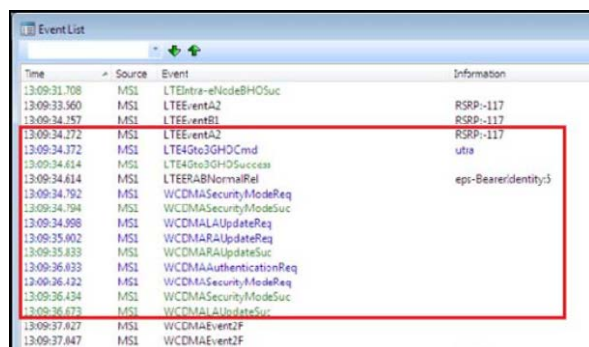 Event List
Time Source Event Information
13:09:31.708 MS1 LTEIntra-eNodeBHOSuc
13:09:33.560 MS1 LTEEventA2 RSRP:-117
13:09:34.257 MS1 LTEEventB1
13:09:34.272 MS1 LTEEventA2 RSRP:-117
13:09:34.372 MS1 LTE4Gto3GHOCmd utra
13:09:34.614 MS1 LTE4Gto3GHOSuccess
13:09:34.614 MS1 LTEERABNormalRel eps-BearerIdentity:5
13:09:34.792 MS1 WCDMASecurityModeReq
13:09:34.794 MS1 WCDMASecurityModeSuc
13:09:34.998 MS1 WCDMALAUpdateReq
13:09:35.002 MS1 WCDMARAUpdateReq
13:09:35.833 MS1 WCDMARAUpdateSuc
13:09:36.033 MS1 WCDMAAuthenticationReq
13:09:36.432 MS1 WCDMASecurityModeReq
13:09:36.434 MS1 WCDMASecurityModeSuc
13:09:36.673 MS1 WCDMALAUpdateSuc
13:09:37.027 MS1 WCDMAEvent2F
13:09:37.047 MS1 WCDMAEvent2F